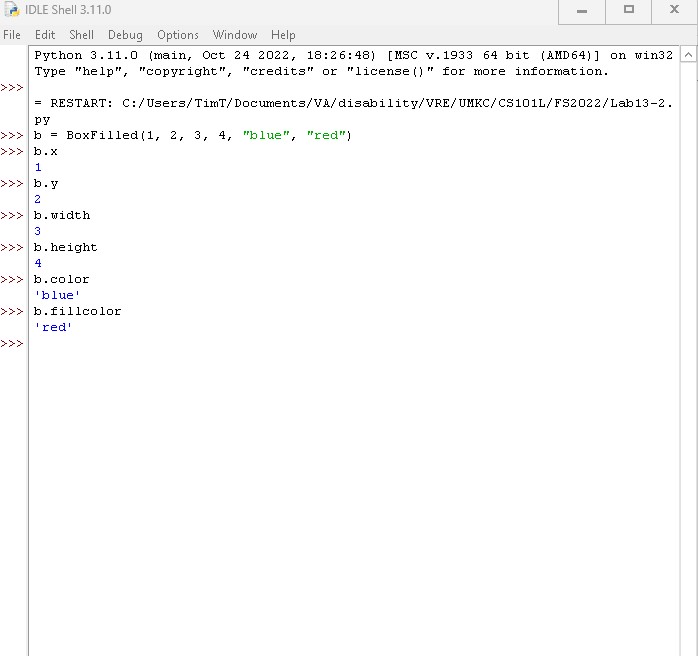 IDLE Shell 3.11.0
File Edit Shell Debug Options Window Help
Python 3.11.0 (main, Oct 24 2022, 18:26:48) [MSC v.1933 64 bit (AMD64)] on win32
Type "help", "copyright", "credits" or "license()" for more information.
>>>
= RESTART: C:/Users/TimT/Documents/VA/disability/VRE/UMKC/CS101L/FS2022/Lab13-2.
py
>>> b = BoxFilled(1, 2, 3, 4, "blue", "red")
>>> b.x
1
>>> b.y
2
>>> b.width
3
>>> b.height
4
>>> b.color
'blue'
>>> b.fillcolor
'red'
>>>